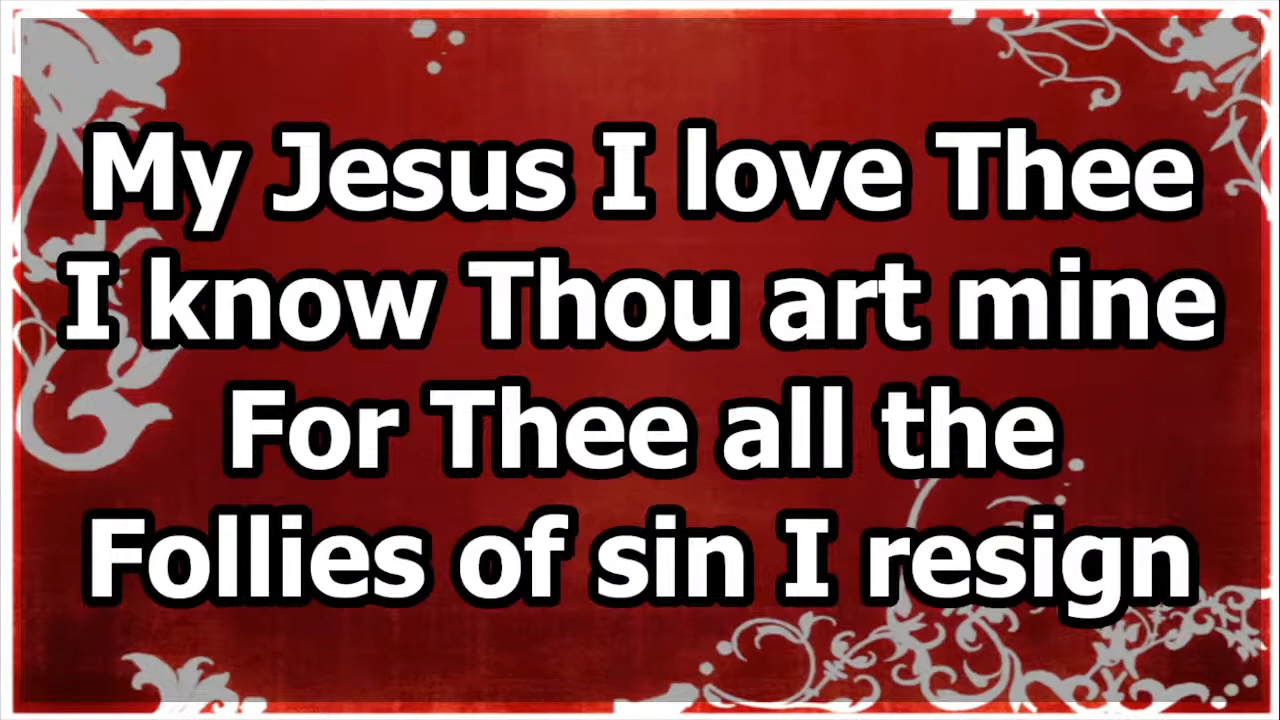 My Jesus I love Thee
I know Thou art mine
For Thee all the
Follies of sin I resign